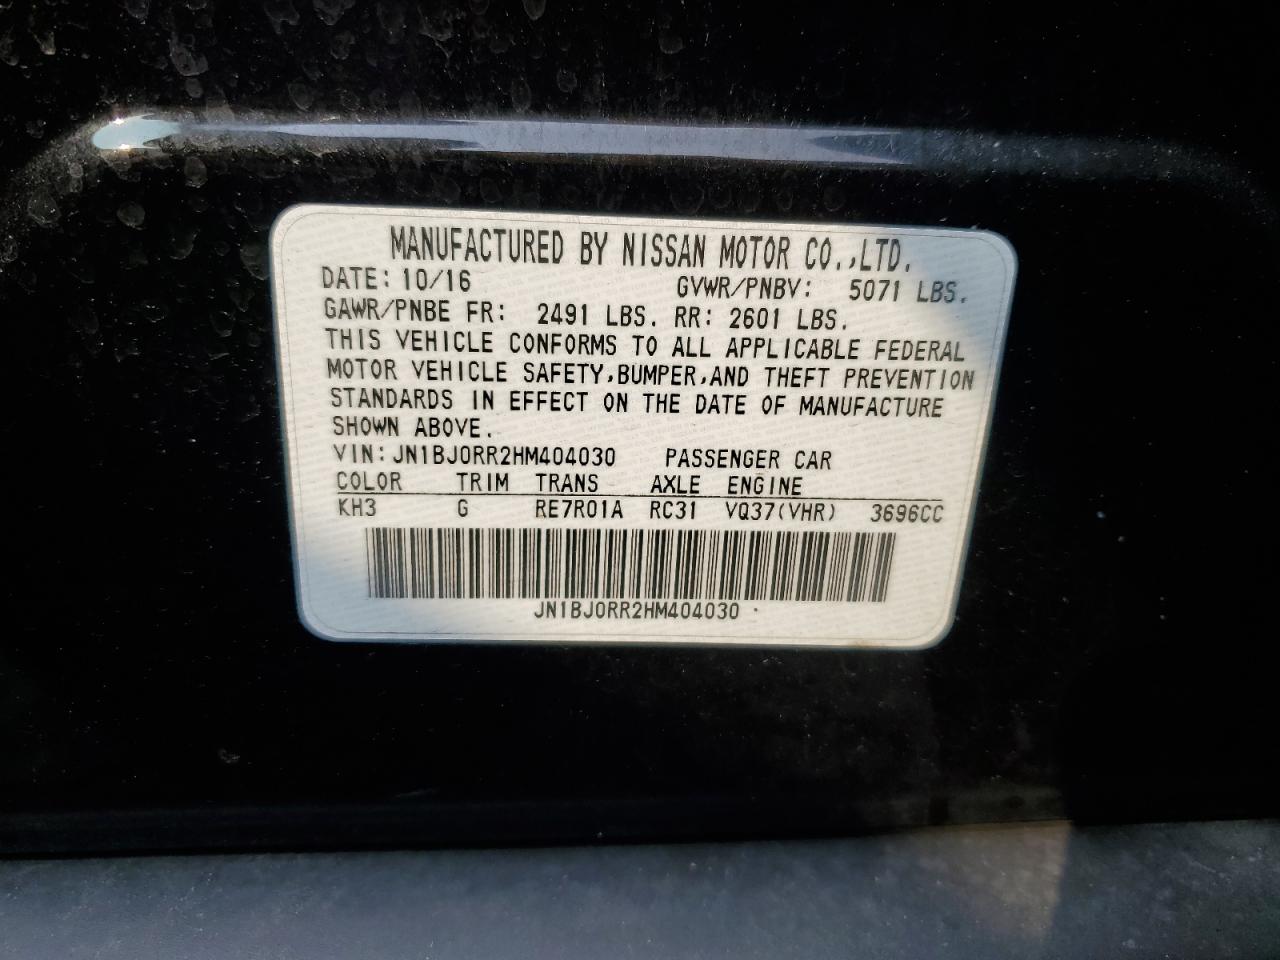 MANUFACTURED BY NISSAN MOTOR CO.,LTD.
DATE: 10/16 GVWR/PNBV: 5071 LBS.
GAWR/PNBE FR: 2491 LBS. RR: 2601 LBS.
THIS VEHICLE CONFORMS TO ALL APPLICABLE FEDERAL
MOTOR VEHICLE SAFETY,BUMPER,AND THEFT PREVENTION
STANDARDS IN EFFECT ON THE DATE OF MANUFACTURE
SHOWN ABOVE.
VIN: JN1BJ0RR2HM404030 PASSENGER CAR
COLOR TRIM TRANS AXLE ENGINE
KH3 G RE7R01A RC31 VQ37(VHR) 3696CC
JN1BJ0RR2HM404030